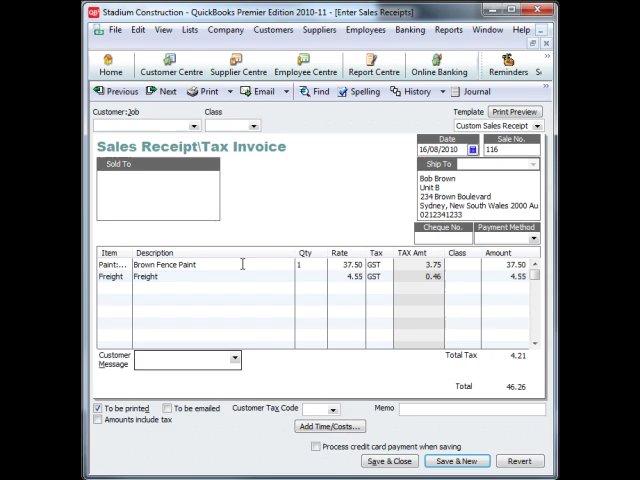 Stadium Construction - QuickBooks Premier Edition 2010-11 - [Enter Sales Receipts]
File Edit View Lists Company Customers Suppliers Employees Banking Reports Window Help
Home Customer Centre Supplier Centre Employee Centre Report Centre Online Banking Reminders
Previous Next Print Email Find Spelling History Journal
Customer:Job Class Template Print Preview
Custom Sales Receipt
Sales Receipt\Tax Invoice Date Sale No.
16/08/2010 116
Sold To Ship To
Bob Brown
Unit B
234 Brown Boulevard
Sydney, New South Wales 2000 Au
0212341233
Cheque No. Payment Method
Item Description Qty Rate Tax TAX Amt Class Amount
Paint:... Brown Fence Paint 1 37.50 GST 3.75 37.50
Freight Freight 4.55 GST 0.46 4.55
Customer Message Total Tax 4.21
Total 46.26
To be printed To be emailed Customer Tax Code Memo
Amounts include tax
Add Time/Costs...
Process credit card payment when saving
Save & Close Save & New Revert